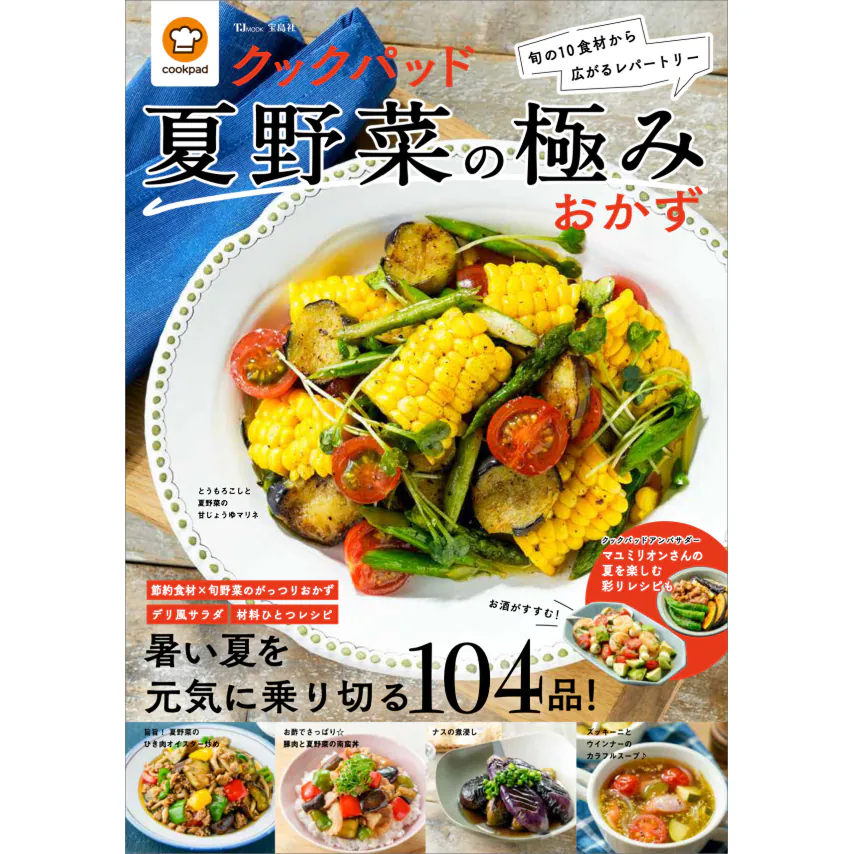 cookpad
TJMOOK 宝島社
クックパッド
旬の10食材から
広がるレパートリー
夏野菜の極み
おかず
とうもろこしと
夏野菜の
甘じょうゆマリネ
クックパッドアンバサダー
マユミリオンさんの
夏を楽しむ
彩りレシピも
節約食材×旬野菜のがっつりおかず
デリ風サラダ
材料ひとつレシピ
お酒がすすむ!
暑い夏を
元気に乗り切る104品!
旨旨!夏野菜の
ひき肉オイスター炒め
お酢でさっぱり☆
豚肉と夏野菜の南蛮丼
ナスの煮浸し
ズッキーニと
ウインナーの
カラフルスープ♪